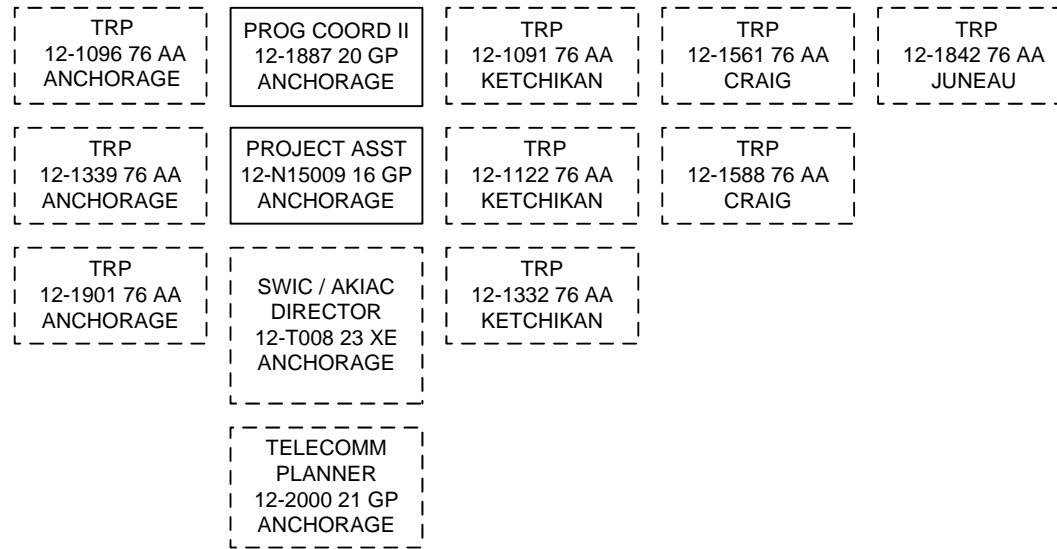 TRP
12-1096 76 AA
ANCHORAGE
PROG COORD II
12-1887 20 GP
ANCHORAGE
TRP
12-1091 76 AA
KETCHIKAN
TRP
12-1561 76 AA
CRAIG
TRP
12-1842 76 AA
JUNEAU
TRP
12-1339 76 AA
ANCHORAGE
PROJECT ASST
12-N15009 16 GP
ANCHORAGE
TRP
12-1122 76 AA
KETCHIKAN
TRP
12-1588 76 AA
CRAIG
TRP
12-1901 76 AA
ANCHORAGE
SWIC / AKIAC
DIRECTOR
12-T008 23 XE
ANCHORAGE
TRP
12-1332 76 AA
KETCHIKAN
TELECOMM
PLANNER
12-2000 21 GP
ANCHORAGE